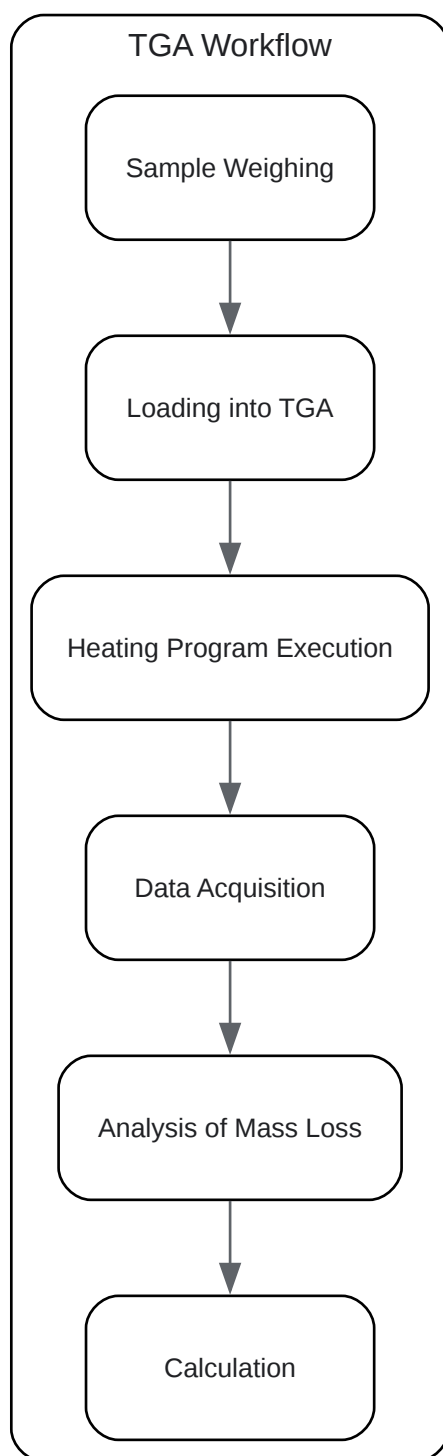 TGA Workflow
Sample Weighing
Loading into TGA
Heating Program Execution
Data Acquisition
Analysis of Mass Loss
Calculation